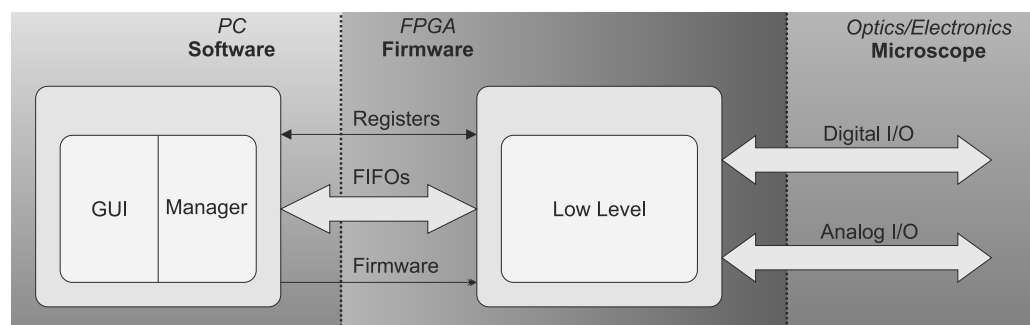 PC
Software
FPGA
Firmware
Optics/Electronics
Microscope
Registers
FIFOs
Firmware
GUI
Manager
Low Level
Digital I/O
Analog I/O